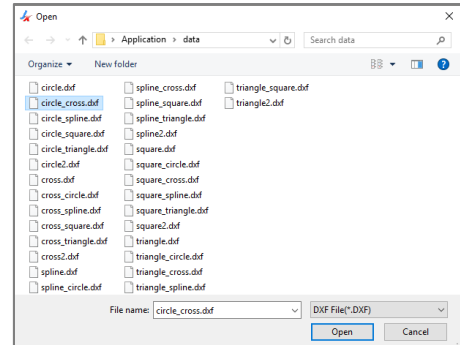 Open
Application > data
Search data
Organize
New folder
circle.dxf
circle_cross.dxf
circle_spline.dxf
circle_square.dxf
circle_triangle.dxf
circle2.dxf
cross.dxf
cross_circle.dxf
cross_spline.dxf
cross_square.dxf
cross_triangle.dxf
cross2.dxf
spline.dxf
spline_circle.dxf
spline_cross.dxf
spline_square.dxf
spline_triangle.dxf
spline2.dxf
square.dxf
square_circle.dxf
square_cross.dxf
square_spline.dxf
square_triangle.dxf
square2.dxf
triangle.dxf
triangle_circle.dxf
triangle_cross.dxf
triangle_spline.dxf
triangle_square.dxf
triangle2.dxf
File name: circle_cross.dxf
DXF File(*.DXF)
Open
Cancel